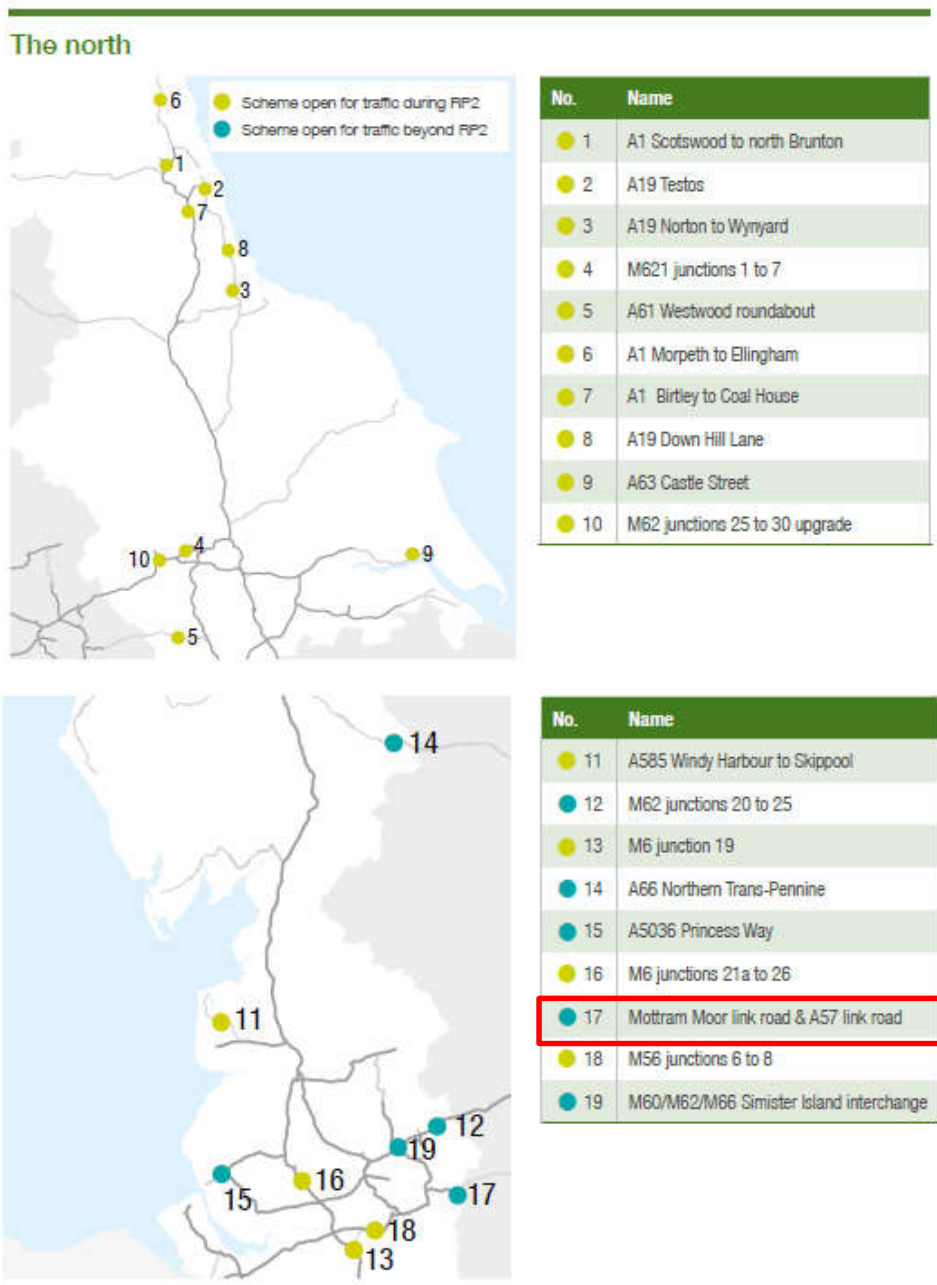 The north
Scheme open for traffic during RP2
Scheme open for traffic beyond RP2
6
1
2
7
8
3
10
4
9
5
No. Name
1 A1 Scotswood to north Brunton
2 A19 Testos
3 A19 Norton to Wynyard
4 M621 junctions 1 to 7
5 A61 Westwood roundabout
6 A1 Morpeth to Ellingham
7 A1 Birtley to Coal House
8 A19 Down Hill Lane
9 A63 Castle Street
10 M62 junctions 25 to 30 upgrade
14
11
12
19
16
15
17
18
13
No. Name
11 A585 Windy Harbour to Skippool
12 M62 junctions 20 to 25
13 M6 junction 19
14 A66 Northern Trans-Pennine
15 A5036 Princess Way
16 M6 junctions 21a to 26
17 Mottram Moor link road & A57 link road
18 M56 junctions 6 to 8
19 M60/M62/M66 Simister Island interchange